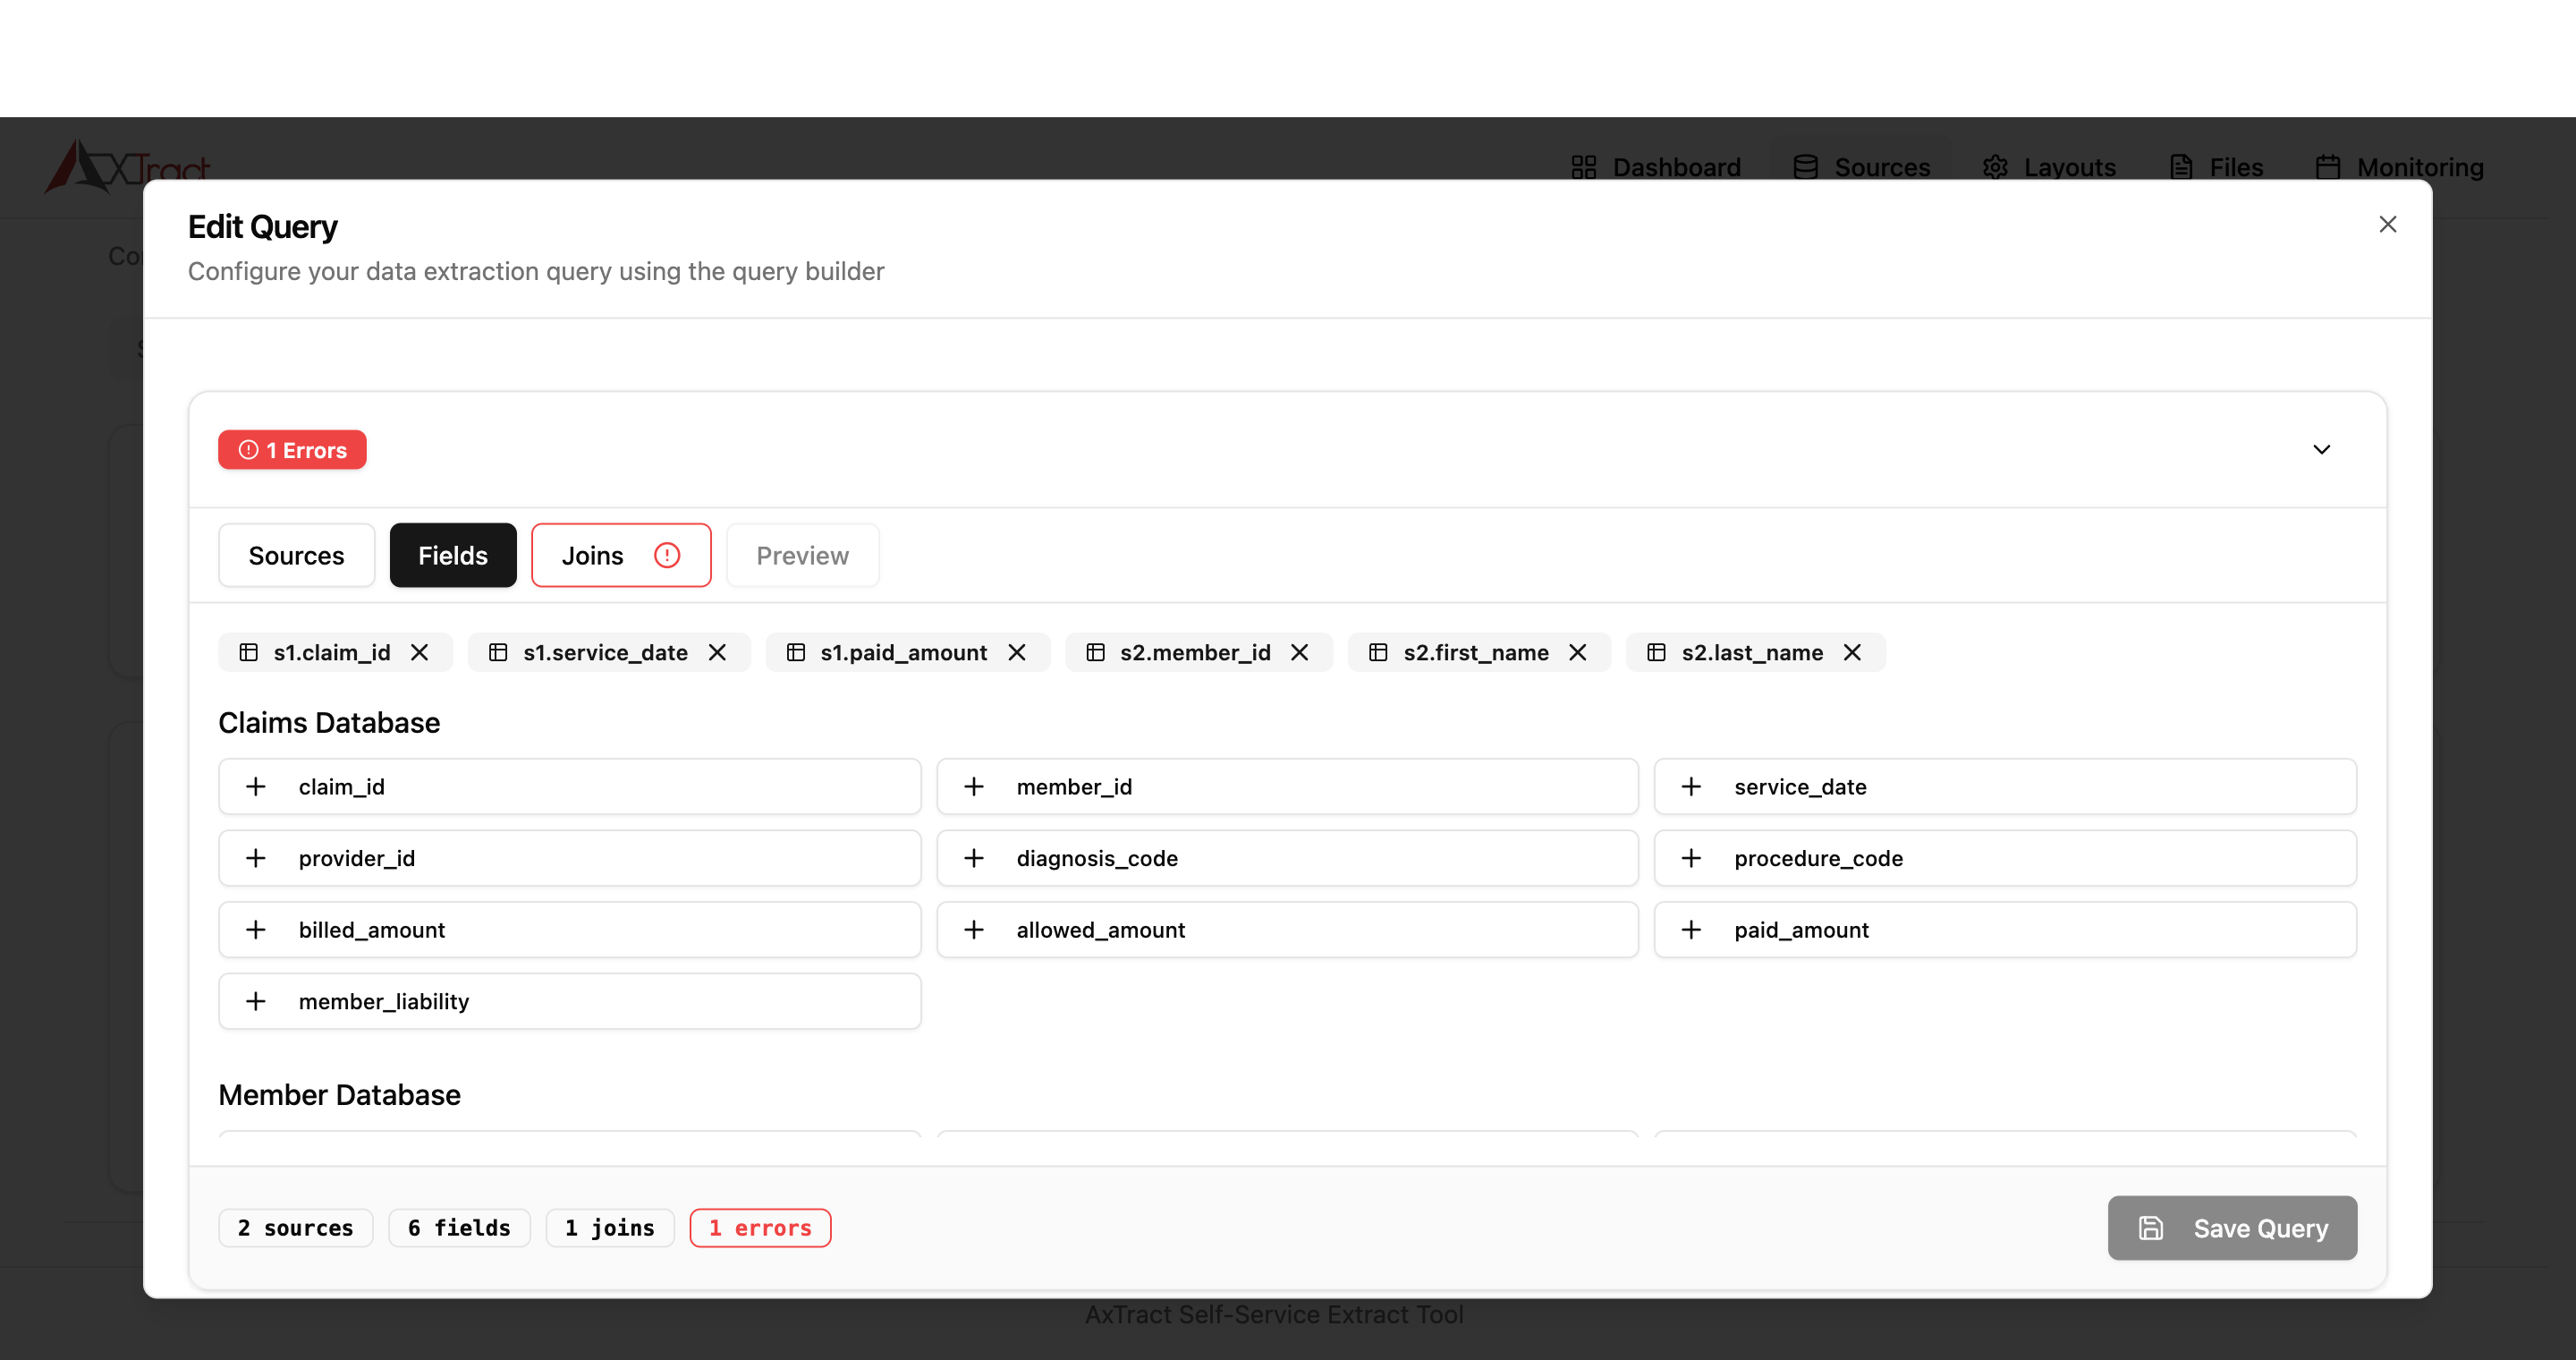 AXTract
Dashboard Sources Layouts Files Monitoring
Edit Query
Configure your data extraction query using the query builder
1 Errors
Sources Fields Joins Preview
s1.claim_id s1.service_date s1.paid_amount s2.member_id s2.first_name s2.last_name
Claims Database
claim_id member_id service_date
provider_id diagnosis_code procedure_code
billed_amount allowed_amount paid_amount
member_liability
Member Database
2 sources 6 fields 1 joins 1 errors
Save Query
AxTract Self-Service Extract Tool